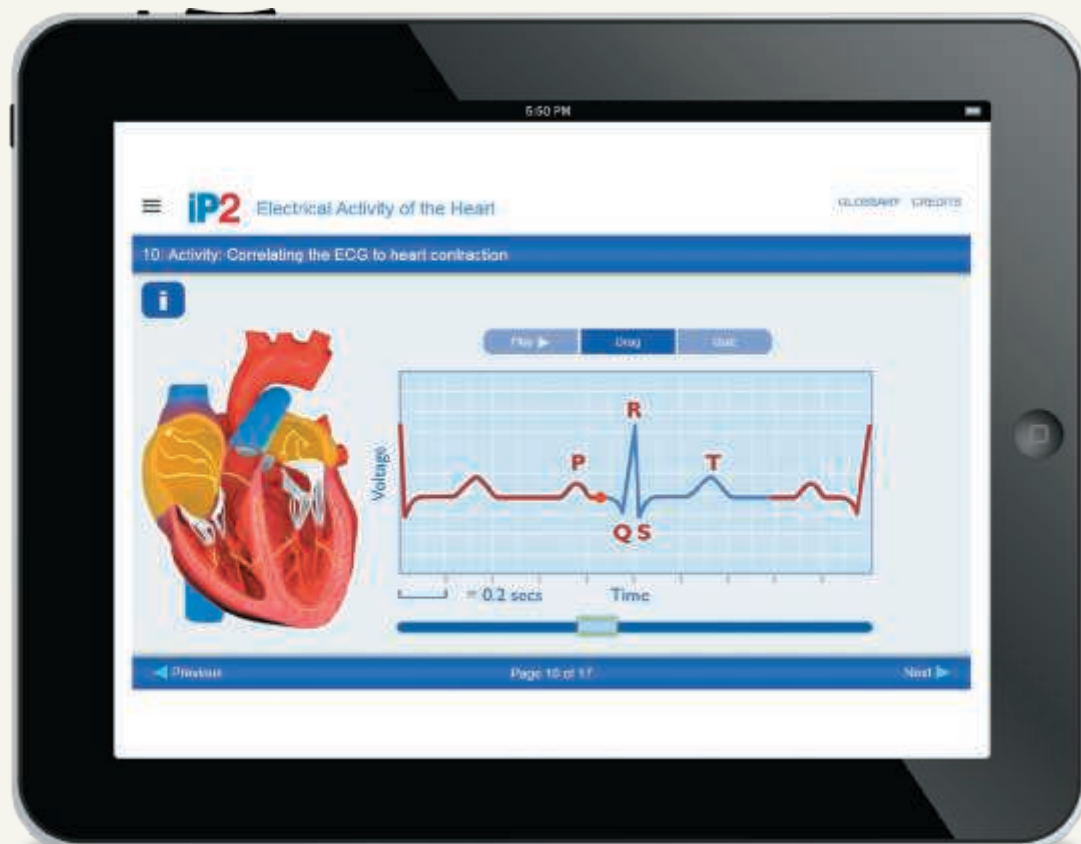 5:50 PM
iP2 Electrical Activity of the Heart
GLOSSARY CREDITS
10. Activity: Correlating the ECG to heart contraction
i
Play Drag Quiz
Voltage
R
P
T
Q S
= 0.2 secs
Time
Previous
Page 10 of 17
Next